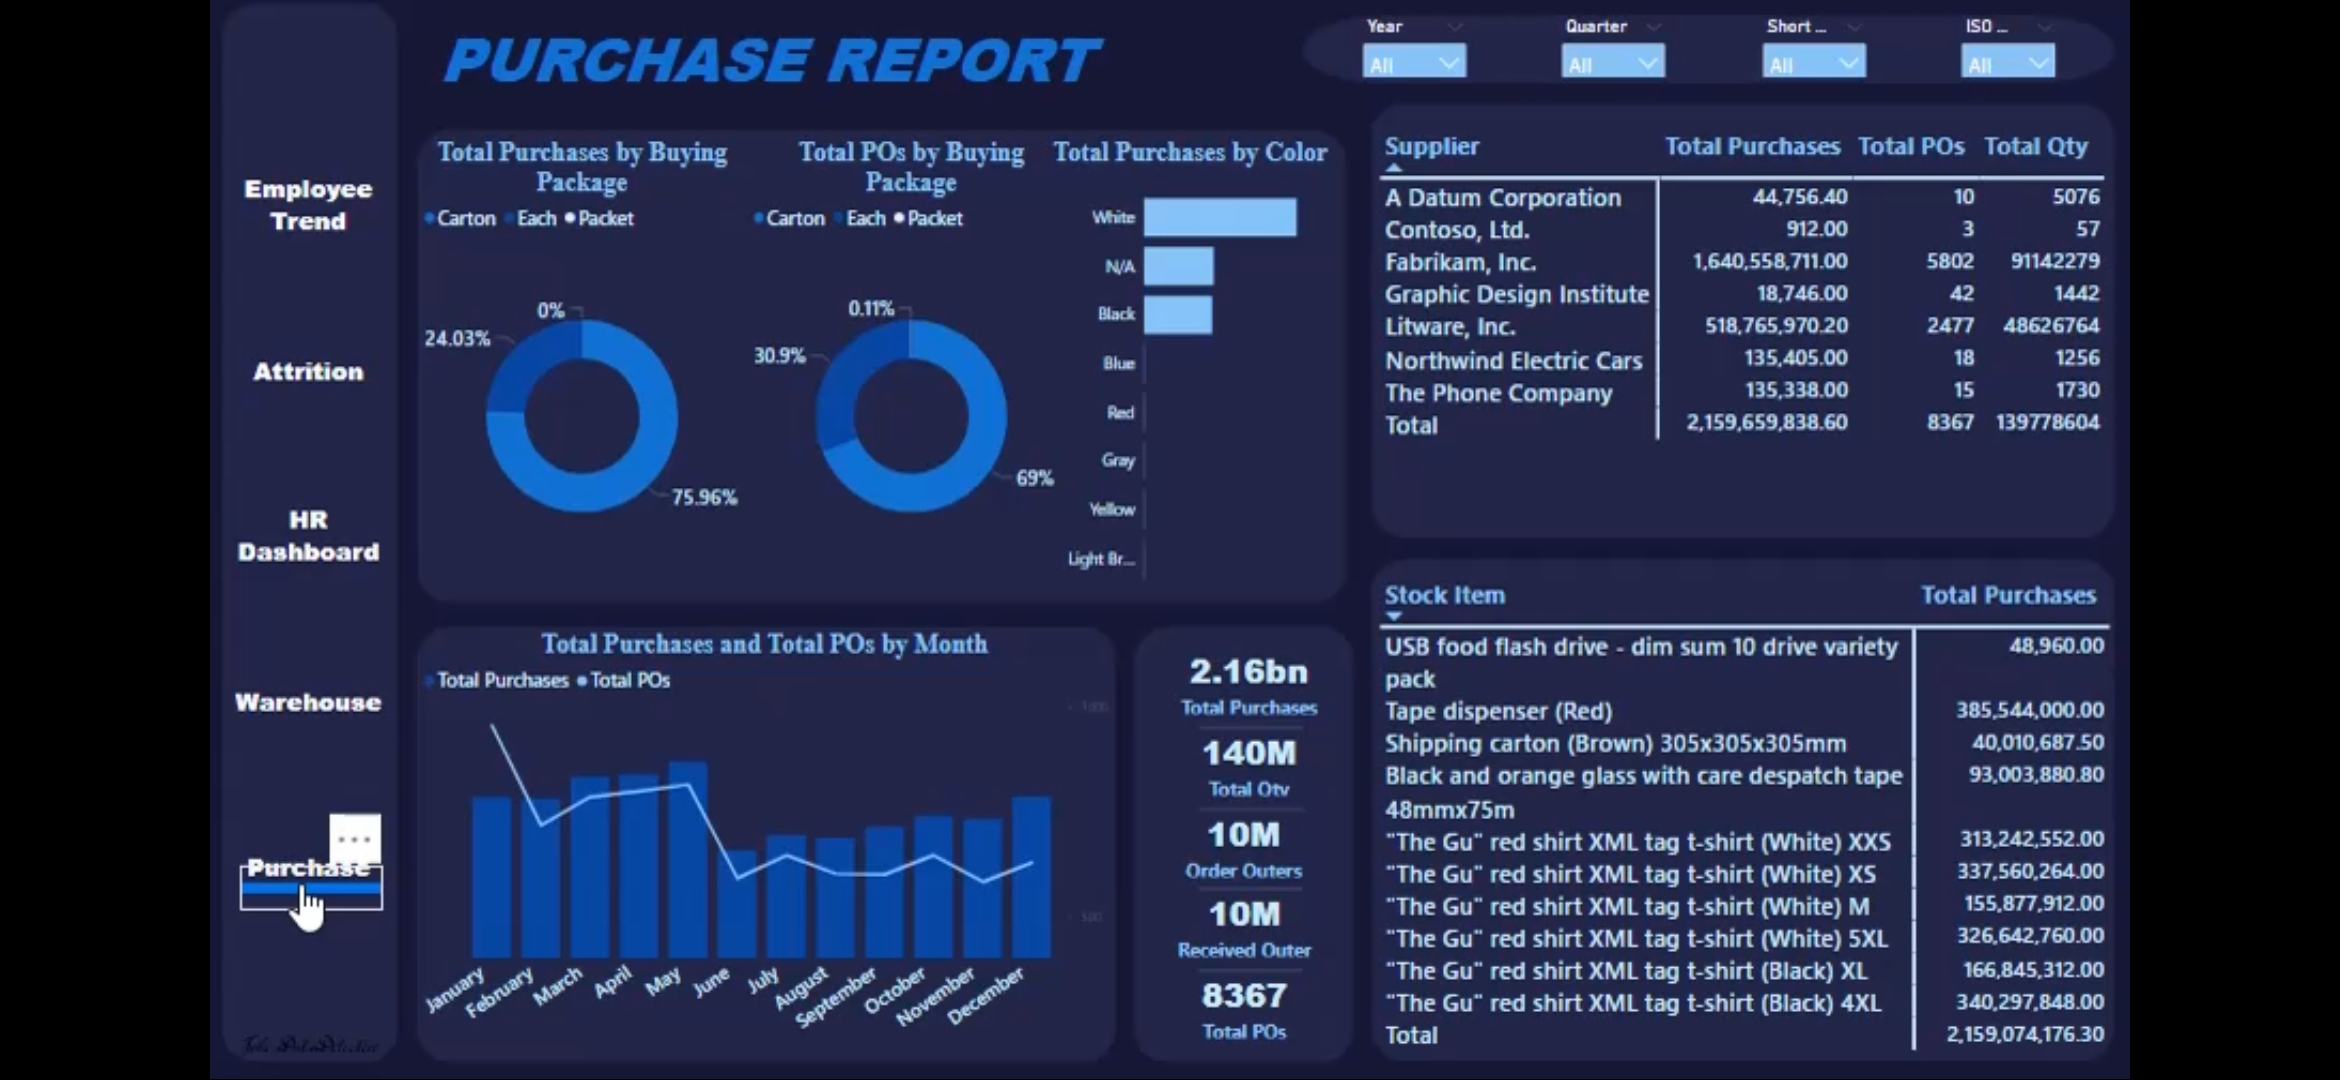 PURCHASE REPORT
Year
Quarter
Short ...
ISO ...
All
All
All
All
Employee
Trend
Attrition
HR
Dashboard
Warehouse
...
Purchase
Total Purchases by Buying
Package
Carton Each Packet
0%
24.03%
75.96%
Total POs by Buying
Package
Carton Each Packet
0.11%
30.9%
69%
Total Purchases by Color
White
N/A
Black
Blue
Red
Gray
Yellow
Light Br...
Supplier Total Purchases Total POs Total Qty
A Datum Corporation 44,756.40 10 5076
Contoso, Ltd. 912.00 3 57
Fabrikam, Inc. 1,640,558,711.00 5802 91142279
Graphic Design Institute 18,746.00 42 1442
Litware, Inc. 518,765,970.20 2477 48626764
Northwind Electric Cars 135,405.00 18 1256
The Phone Company 135,338.00 15 1730
Total 2,159,659,838.60 8367 139778604
Total Purchases and Total POs by Month
Total Purchases Total POs
1000
500
January
February
March
April
May
June
July
August
September
October
November
December
2.16bn
Total Purchases
140M
Total Qty
10M
Order Outers
10M
Received Outer
8367
Total POs
Stock Item Total Purchases
USB food flash drive - dim sum 10 drive variety 48,960.00
pack
Tape dispenser (Red) 385,544,000.00
Shipping carton (Brown) 305x305x305mm 40,010,687.50
Black and orange glass with care despatch tape 93,003,880.80
48mmx75m
"The Gu" red shirt XML tag t-shirt (White) XXS 313,242,552.00
"The Gu" red shirt XML tag t-shirt (White) XS 337,560,264.00
"The Gu" red shirt XML tag t-shirt (White) M 155,877,912.00
"The Gu" red shirt XML tag t-shirt (White) 5XL 326,642,760.00
"The Gu" red shirt XML tag t-shirt (Black) XL 166,845,312.00
"The Gu" red shirt XML tag t-shirt (Black) 4XL 340,297,848.00
Total 2,159,074,176.30